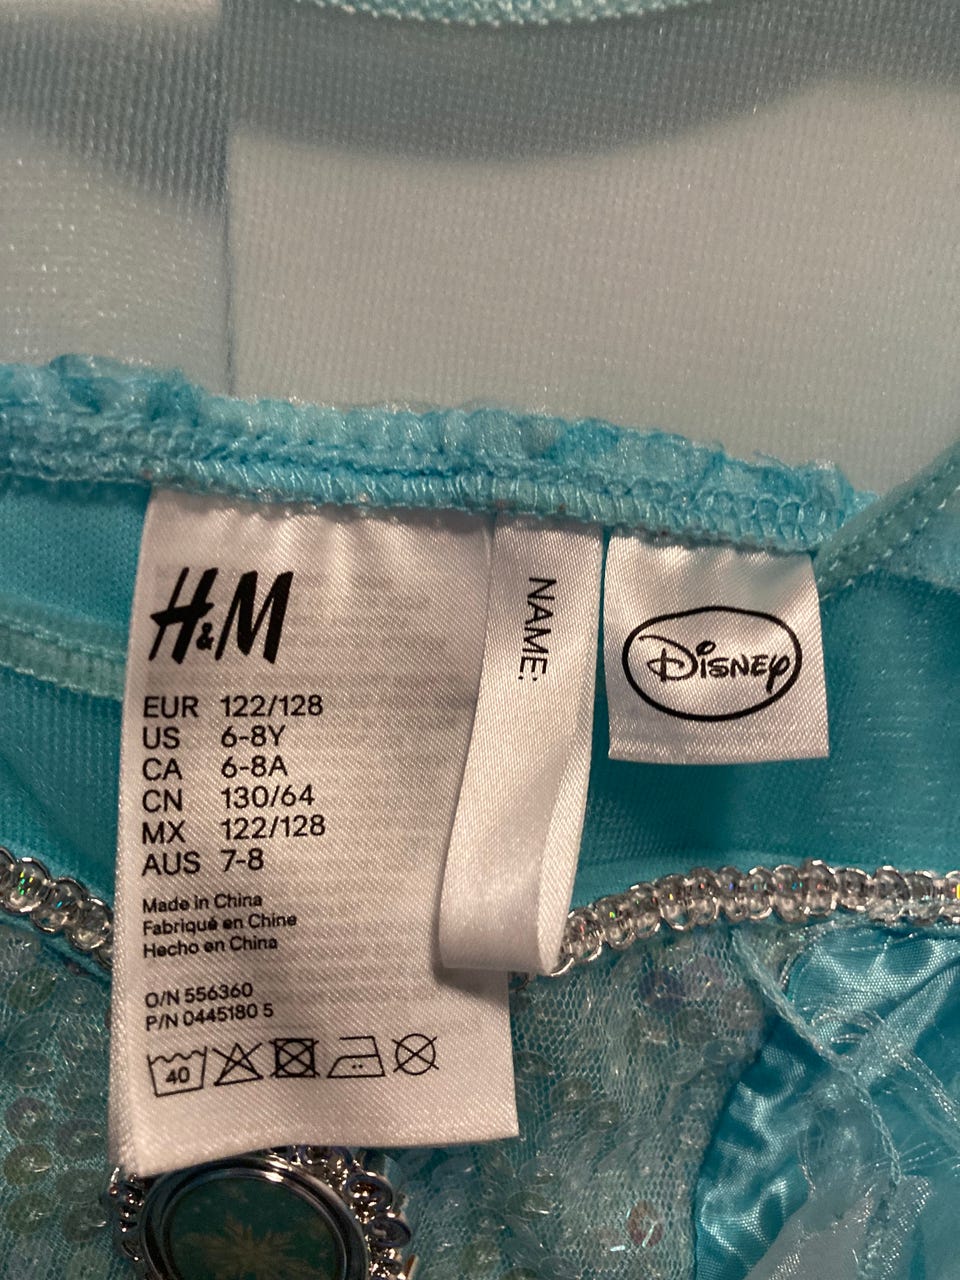 H&M
EUR 122/128
US 6-8Y
CA 6-8A
CN 130/64
MX 122/128
AUS 7-8
Made in China
Fabriqué en Chine
Hecho en China
O/N 556360
P/N 0445180 5
40
NAME:
Disney